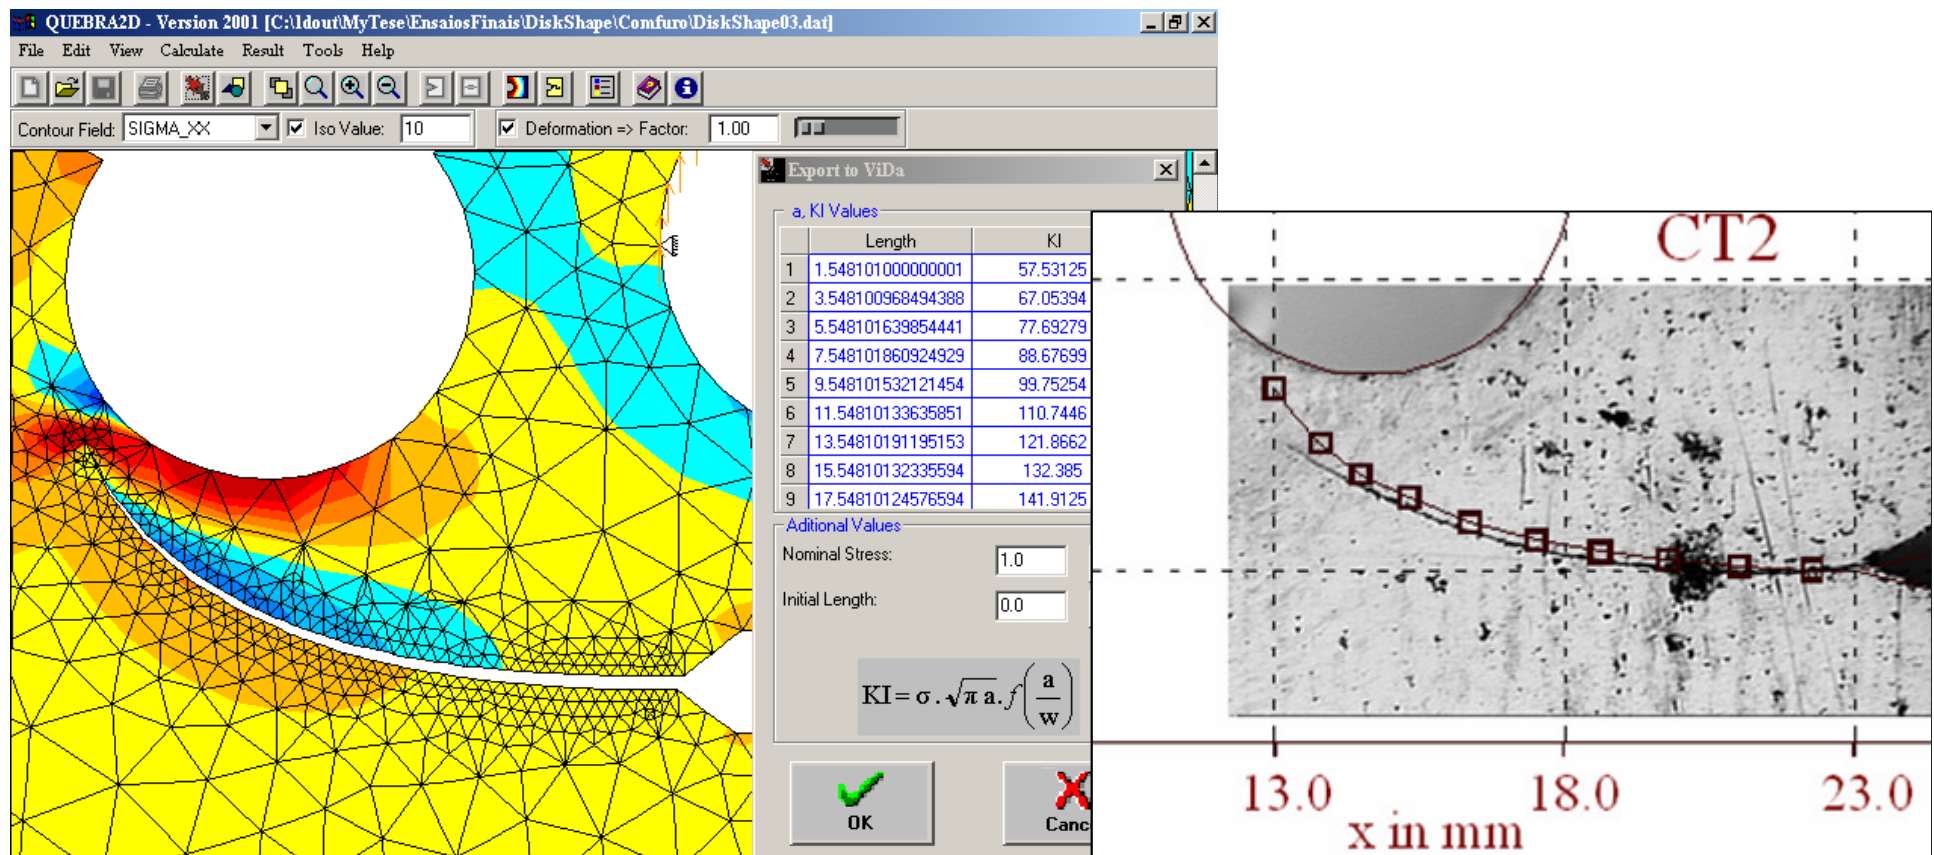 QUEBRA2D - Version 2001 [C:\1dout\MyTese\EnsaiosFinais\DiskShape\Comfuro\DiskShape03.dat]
File Edit View Calculate Result Tools Help
Contour Field: SIGMA_XX Iso Value: 10 Deformation => Factor: 1.00
Export to ViDa
a, KI Values
Length KI
1 1.548101000000001 57.53125
2 3.548100968494388 67.05394
3 5.548101639854441 77.69279
4 7.548101860924929 88.67699
5 9.548101532121454 99.75254
6 11.54810133635851 110.7446
7 13.54810191195153 121.8662
8 15.54810132335594 132.385
9 17.54810124576594 141.9125
Aditional Values
Nominal Stress: 1.0
Initial Length: 0.0
KI = σ . √π a . f (a/w)
OK Canc
CT2
13.0 18.0 23.0
x in mm